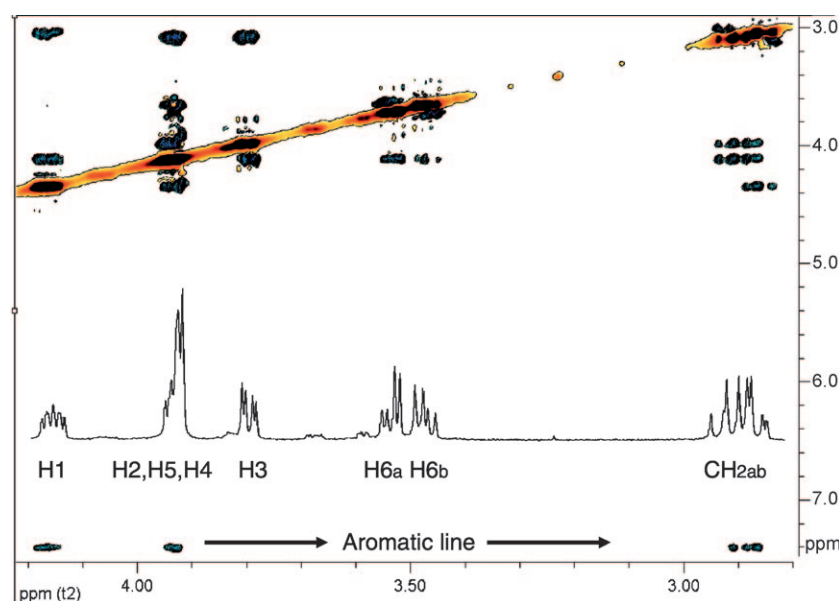 3.0
4.0
5.0
6.0
H1 H2,H5,H4 H3 H6a H6b CH2ab
7.0
Aromatic line
ppm
ppm (t2) 4.00 3.50 3.00